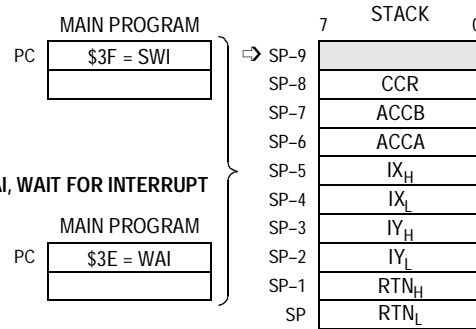 MAIN PROGRAM
PC $3F = SWI
AI, WAIT FOR INTERRUPT
MAIN PROGRAM
PC $3E = WAI
7 STACK 0
➩ SP–9
SP–8 CCR
SP–7 ACCB
SP–6 ACCA
SP–5 IXH
SP–4 IXL
SP–3 IYH
SP–2 IYL
SP–1 RTNH
SP RTNL